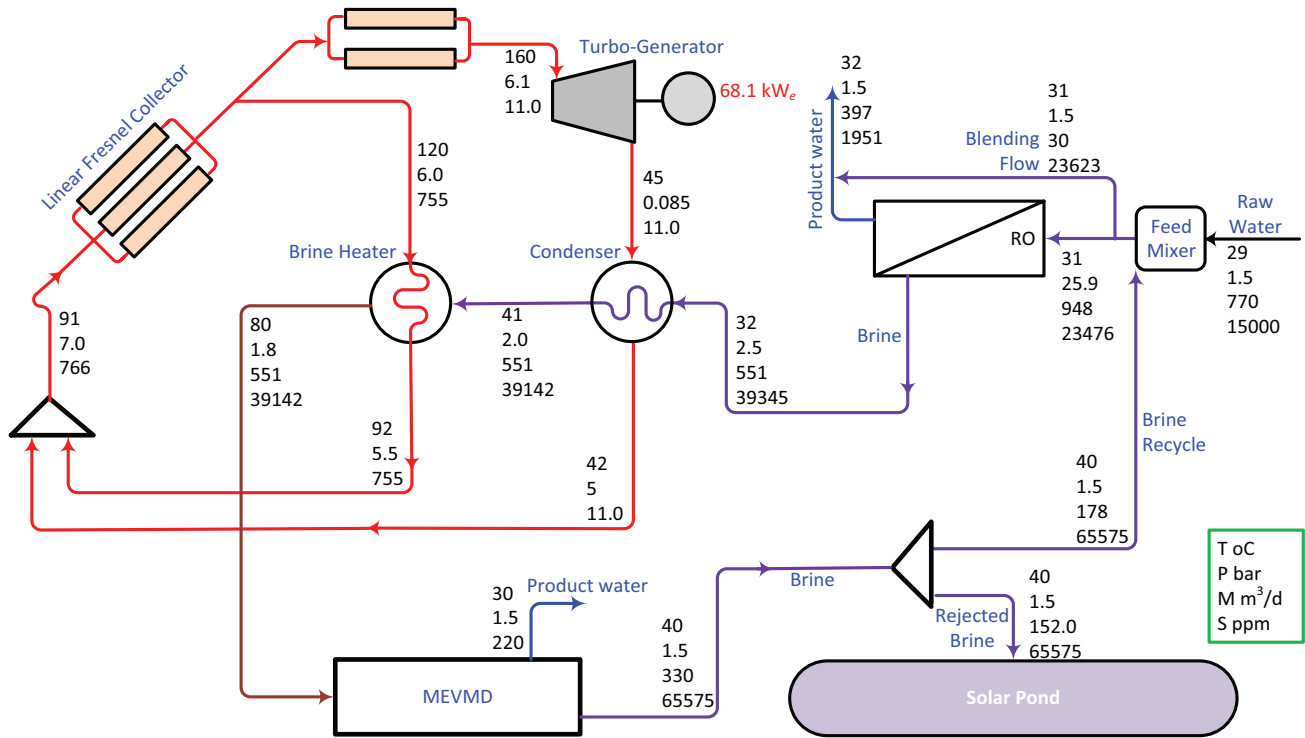 Linear Fresnel Collector
160
6.1
11.0
Turbo-Generator
68.1 kWe
32
1.5
397
1951
Product water
31
1.5
30
23623
Blending
Flow
Raw
Water
29
1.5
770
15000
Feed
Mixer
RO
31
25.9
948
23476
120
6.0
755
45
0.085
11.0
Brine Heater
Condenser
91
7.0
766
80
1.8
551
39142
41
2.0
551
39142
32
2.5
551
39345
Brine
Brine
Recycle
92
5.5
755
42
5
11.0
40
1.5
178
65575
T oC
P bar
M m³/d
S ppm
30
1.5
220
Product water
Brine
40
1.5
330
65575
Rejected
Brine
40
1.5
152.0
65575
MEVMD
Solar Pond